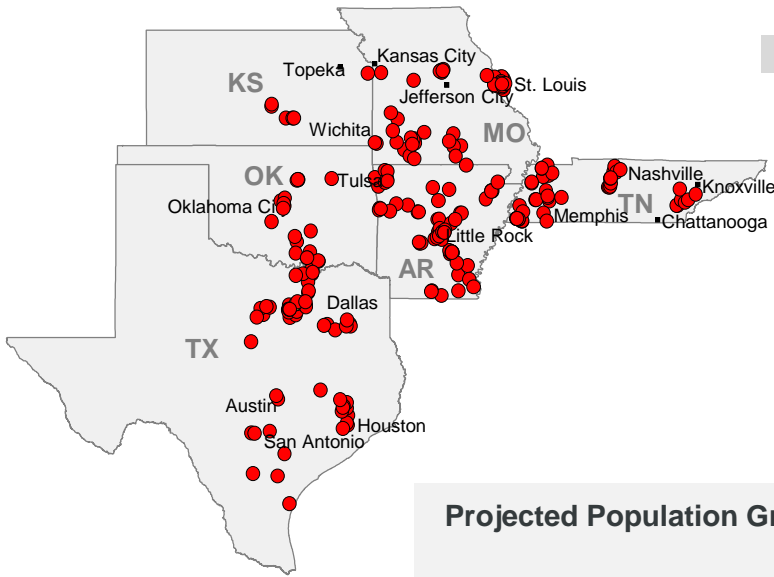 Kansas City
Topeka
KS
St. Louis
Jefferson City
Wichita
MO
OK
Tulsa
Nashville
Knoxville
TN
Oklahoma Cit
Memphis
Chattanooga
Little Rock
AR
Dallas
TX
Austin
Houston
San Antonio
Projected Population Gr